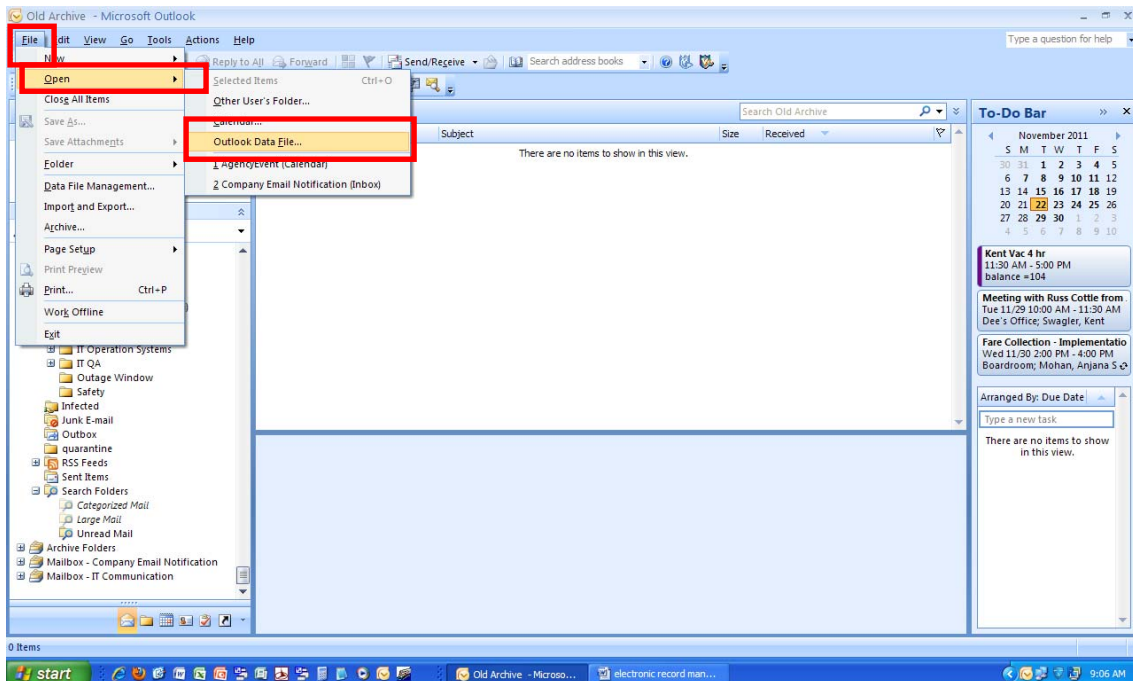 Old Archive - Microsoft Outlook
File Edit View Go Tools Actions Help
Type a question for help
New
Reply to All Forward Send/Receive Search address books
Open
Selected Items Ctrl+O
Other User's Folder...
Close All Items
Calendar...
Search Old Archive
Save As...
Save Attachments
Outlook Data File...
Subject Size Received
There are no items to show in this view.
Folder
1 Agency/Event (Calendar)
Data File Management...
2 Company Email Notification (Inbox)
Import and Export...
Archive...
Page Setup
Print Preview
Print... Ctrl+P
Work Offline
Exit
IT Operation Systems
IT QA
Outage Window
Safety
Infected
Junk E-mail
Outbox
quarantine
RSS Feeds
Sent Items
Search Folders
Categorized Mail
Large Mail
Unread Mail
Archive Folders
Mailbox - Company Email Notification
Mailbox - IT Communication
To-Do Bar
November 2011
S M T W T F S
30 31 1 2 3 4 5
6 7 8 9 10 11 12
13 14 15 16 17 18 19
20 21 22 23 24 25 26
27 28 29 30 1 2 3
4 5 6 7 8 9 10
Kent Vac 4 hr
11:30 AM - 5:00 PM
balance =104
Meeting with Russ Cottle from
Tue 11/29 10:00 AM - 11:30 AM
Dee's Office; Swagler, Kent
Fare Collection - Implementatio
Wed 11/30 2:00 PM - 4:00 PM
Boardroom; Mohan, Anjana S
Arranged By: Due Date
Type a new task
There are no items to show
in this view.
0 Items
start
Old Archive - Microso...
electronic record man...
9:06 AM